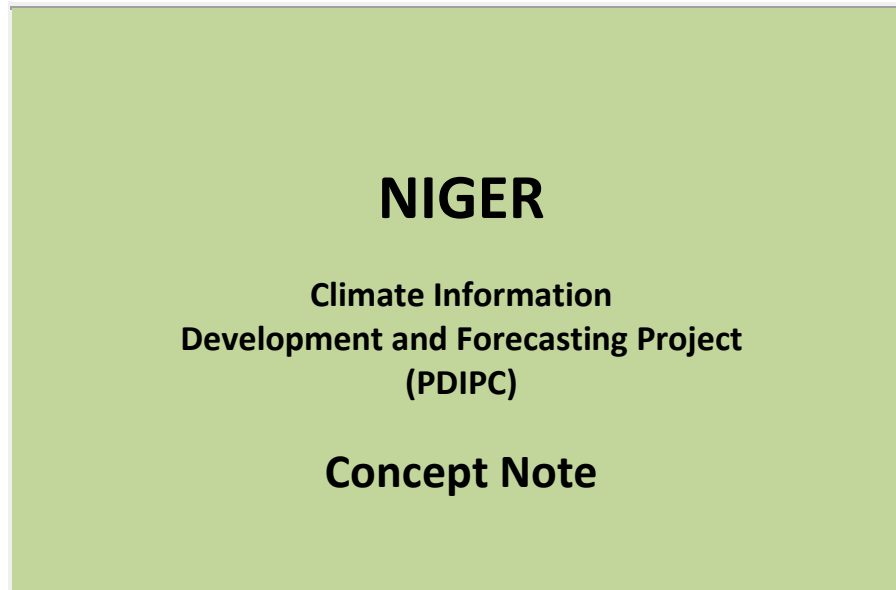 NIGER
Climate Information
Development and Forecasting Project
(PDIPC)
Concept Note